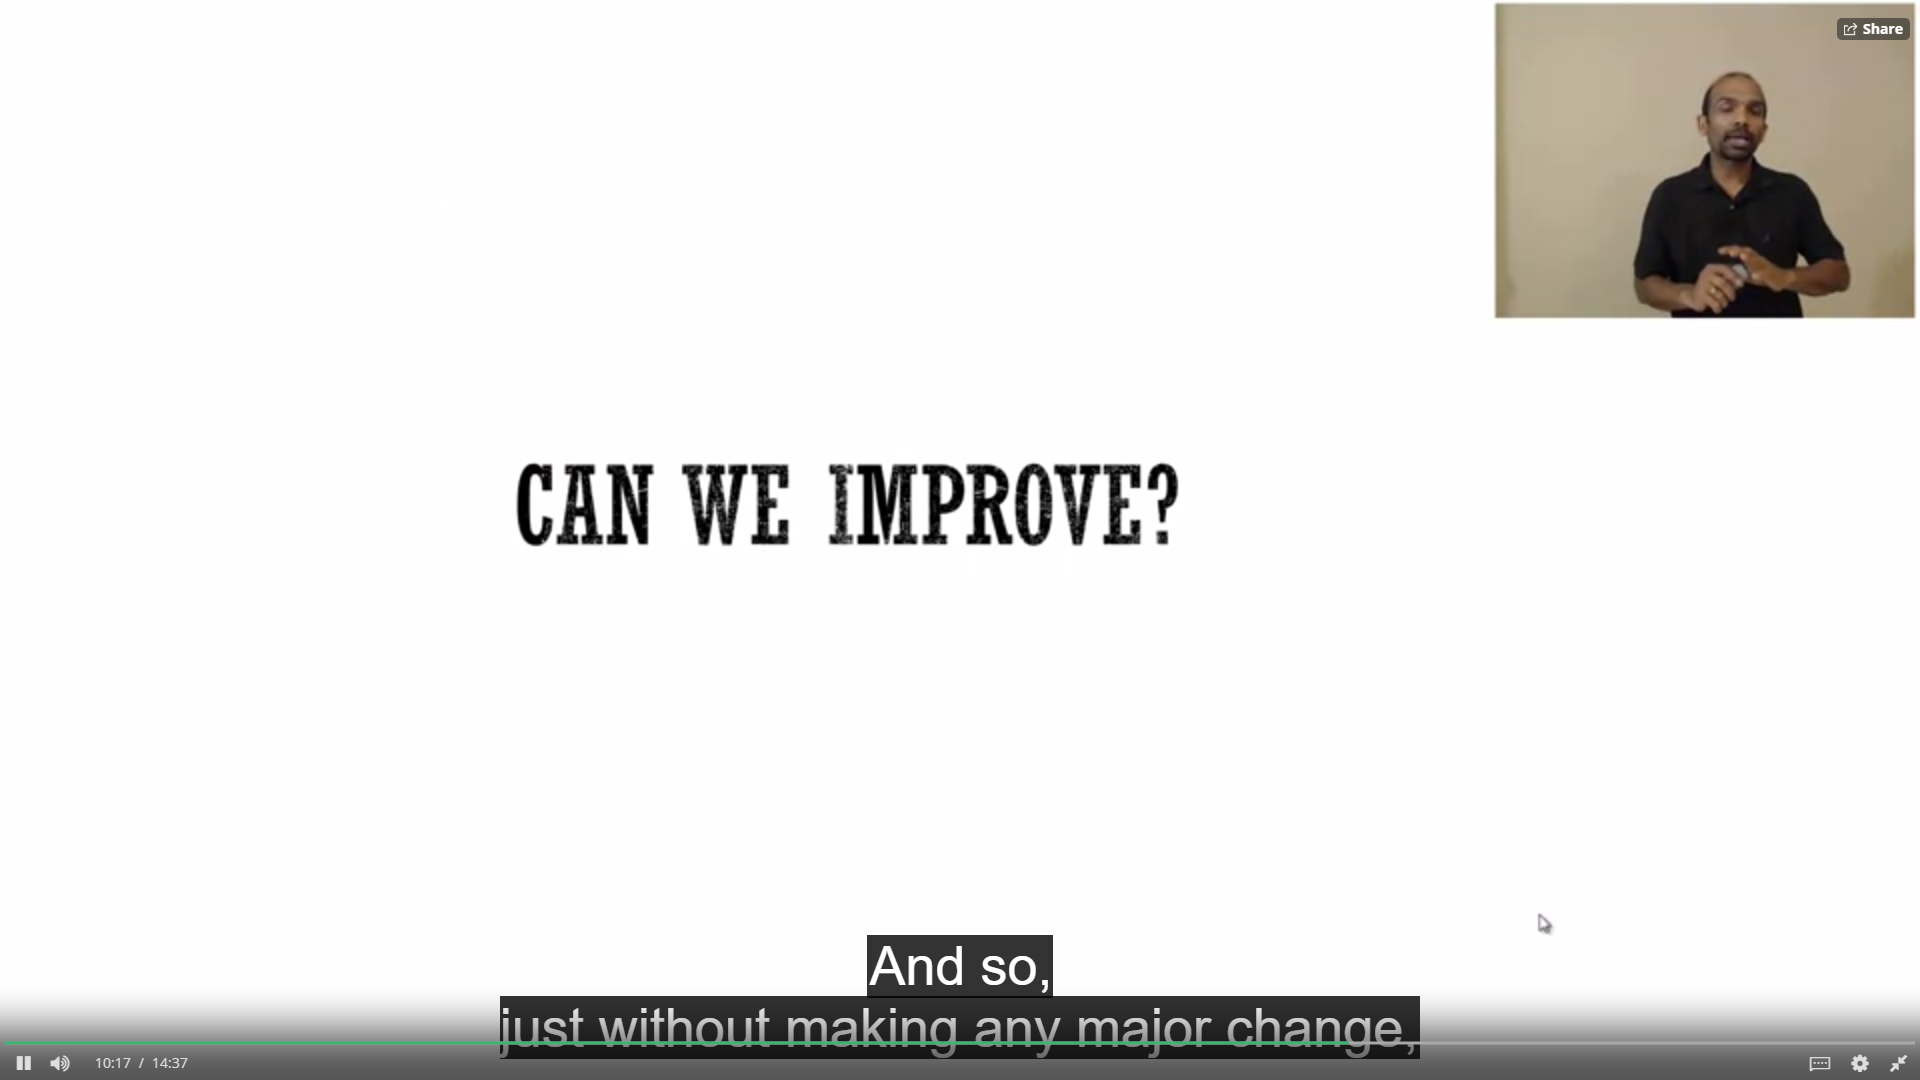 Share
CAN WE IMPROVE?
And so,
just without making any major change,
10:17 / 14:37